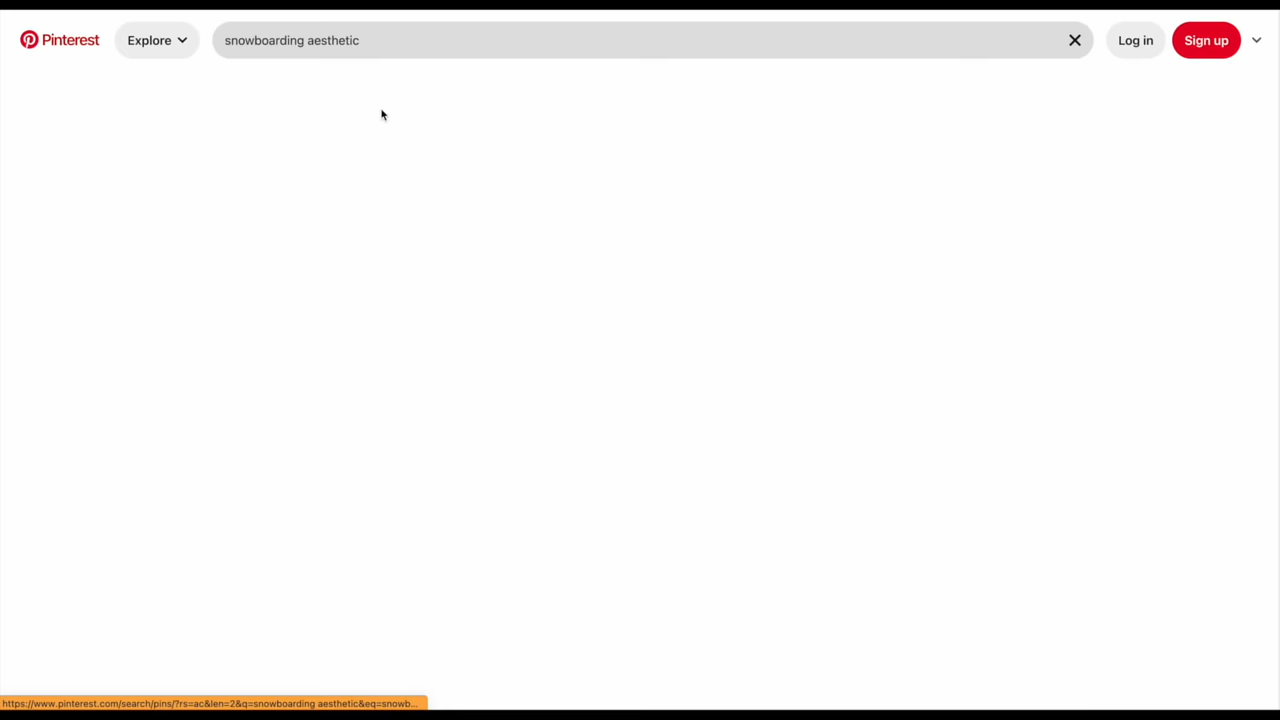 Pinterest
Explore
snowboarding aesthetic
Log in
Sign up
https://www.pinterest.com/search/pins/?rs=ac&len=2&q=snowboarding aesthetic&eq=snowb...